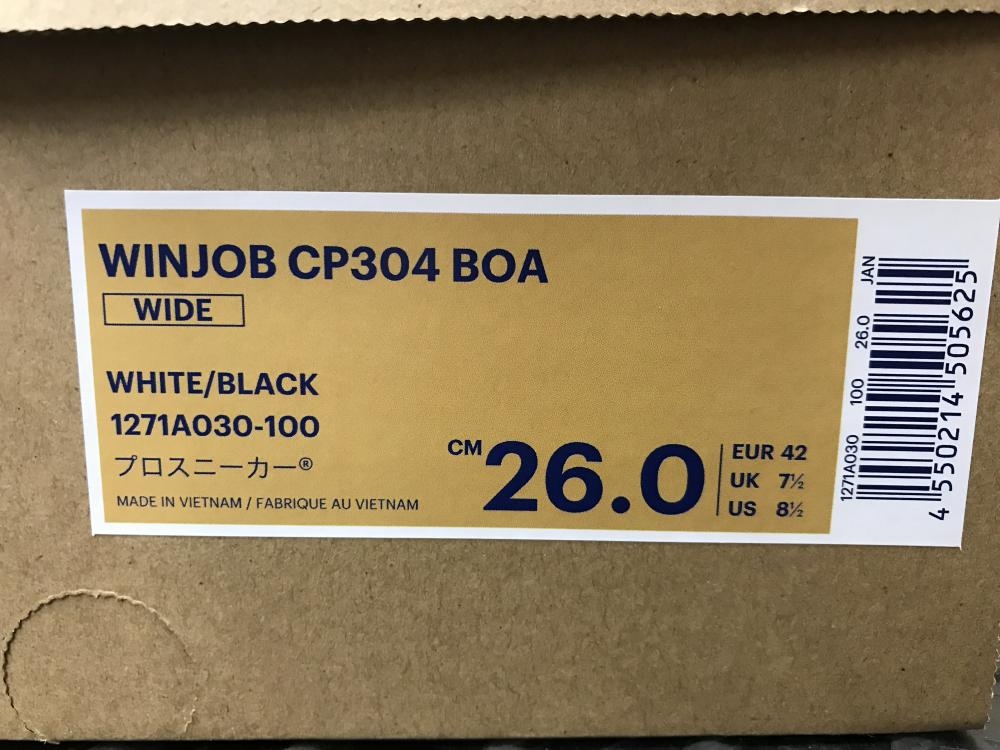 WINJOB CP304 BOA
WIDE
WHITE/BLACK
1271A030-100
プロスニーカー®
MADE IN VIETNAM / FABRIQUE AU VIETNAM
CM 26.0
EUR 42
UK 7½
US 8½
1271A030 100 26.0 JAN
4 550214 505625